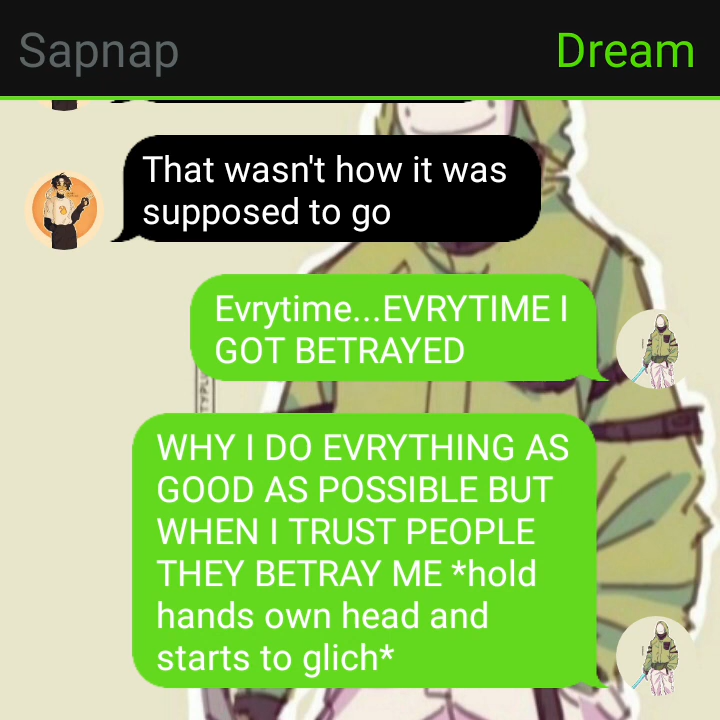 Sapnap Dream
That wasn't how it was
supposed to go
Evrytime...EVRYTIME I
GOT BETRAYED
WHY I DO EVRYTHING AS
GOOD AS POSSIBLE BUT
WHEN I TRUST PEOPLE
THEY BETRAY ME *hold
hands own head and
starts to glich*